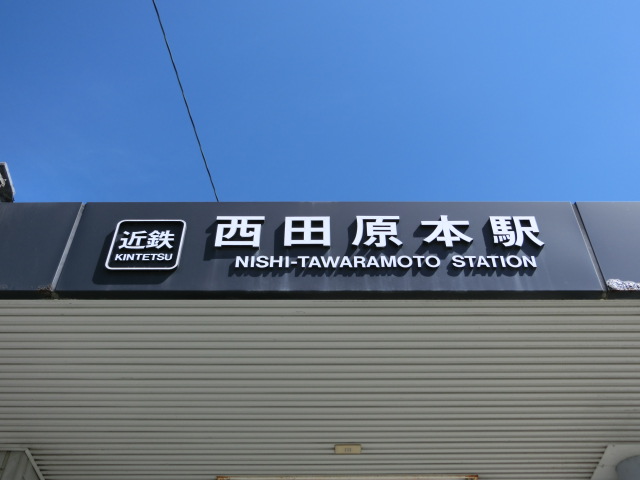 近鉄
KINTETSU
西田原本駅
NISHI-TAWARAMOTO STATION